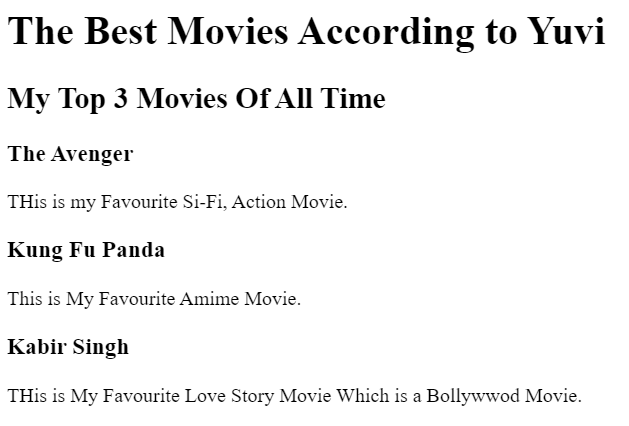 The Best Movies According to Yuvi
My Top 3 Movies Of All Time
The Avenger
THis is my Favourite Si-Fi, Action Movie.
Kung Fu Panda
This is My Favourite Amime Movie.
Kabir Singh
THis is My Favourite Love Story Movie Which is a Bollywwod Movie.